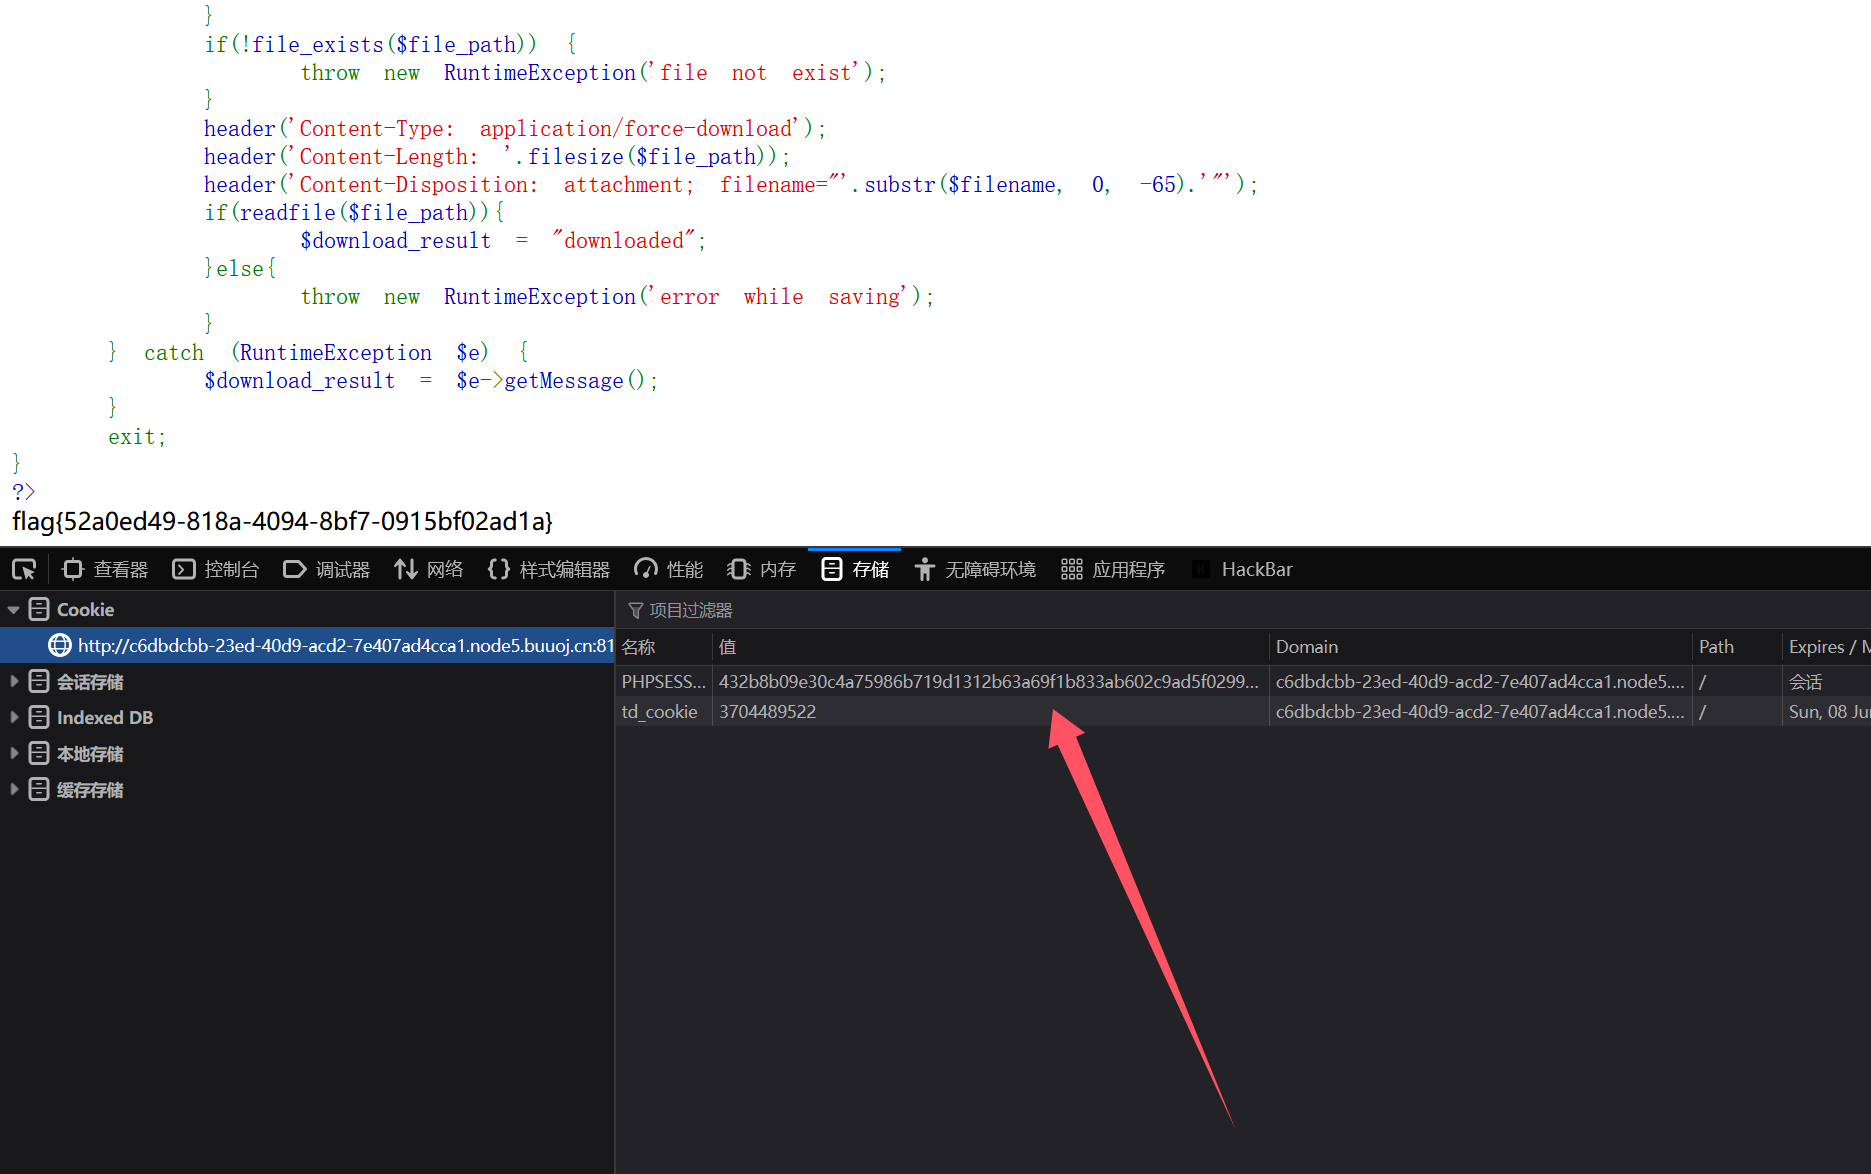 }
if(!file_exists($file_path)) {
throw new RuntimeException('file not exist');
}
header('Content-Type: application/force-download');
header('Content-Length: '.filesize($file_path));
header('Content-Disposition: attachment; filename="'.substr($filename, 0, -65).'"');
if(readfile($file_path)){
$download_result = "downloaded";
}else{
throw new RuntimeException('error while saving');
}
} catch (RuntimeException $e) {
$download_result = $e->getMessage();
}
exit;
}
?>
flag{52a0ed49-818a-4094-8bf7-0915bf02ad1a}
查看器 控制台 调试器 网络 样式编辑器 性能 内存 存储 无障碍环境 应用程序 HackBar
Cookie
项目过滤器
http://c6dbdcbb-23ed-40d9-acd2-7e407ad4cca1.node5.buuoj.cn:81
名称 值 Domain Path Expires / M
会话存储
PHPSESS... 432b8b09e30c4a75986b719d1312b63a69f1b833ab602c9ad5f0299... c6dbdcbb-23ed-40d9-acd2-7e407ad4cca1.node5.... / 会话
Indexed DB
td_cookie 3704489522 c6dbdcbb-23ed-40d9-acd2-7e407ad4cca1.node5.... / Sun, 08 Ju
本地存储
缓存存储